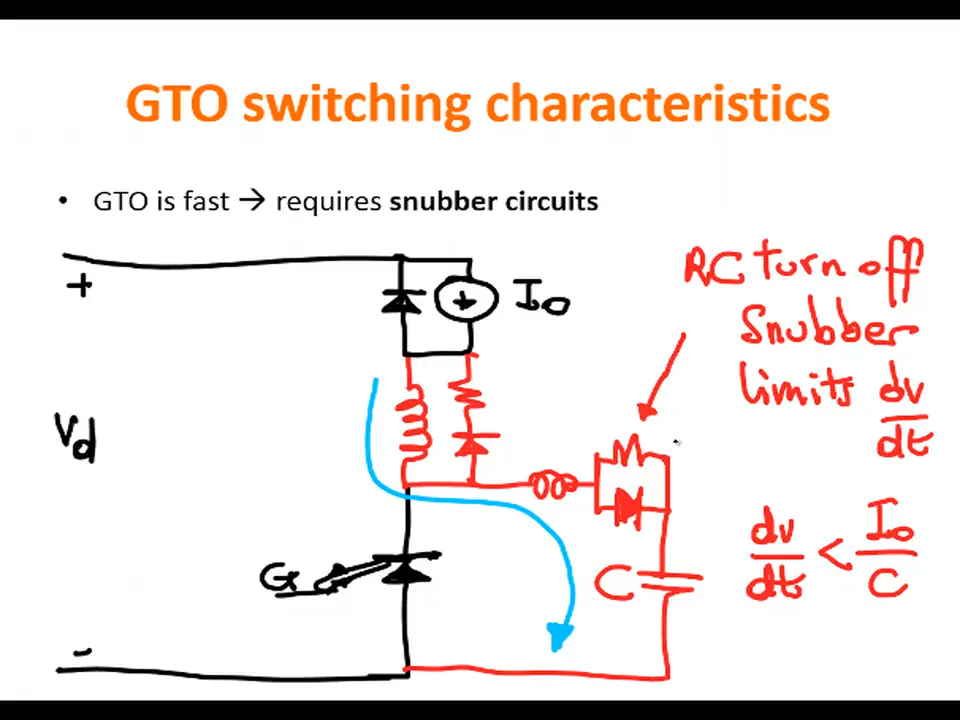 GTO switching characteristics
• GTO is fast → requires snubber circuits
+
-
Vd
+
Io
G
C
RC turn off
Snubber
limits dv/dt
dv/dt < Io/C